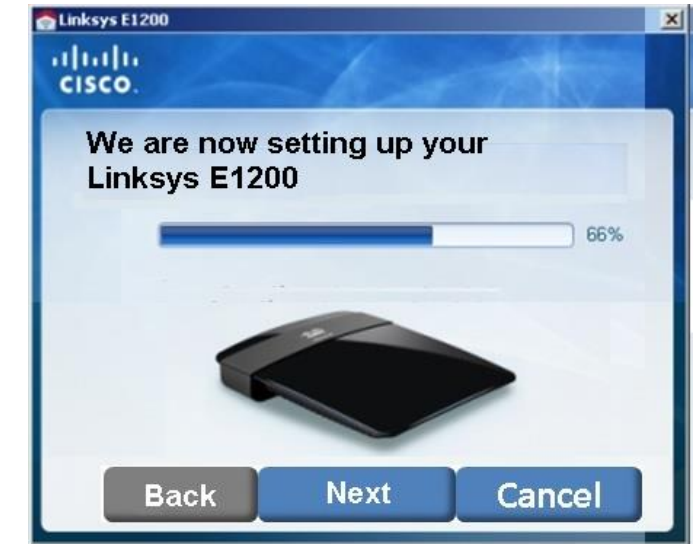 Linksys E1200
CISCO.
We are now setting up your
Linksys E1200
66%
Back
Next
Cancel